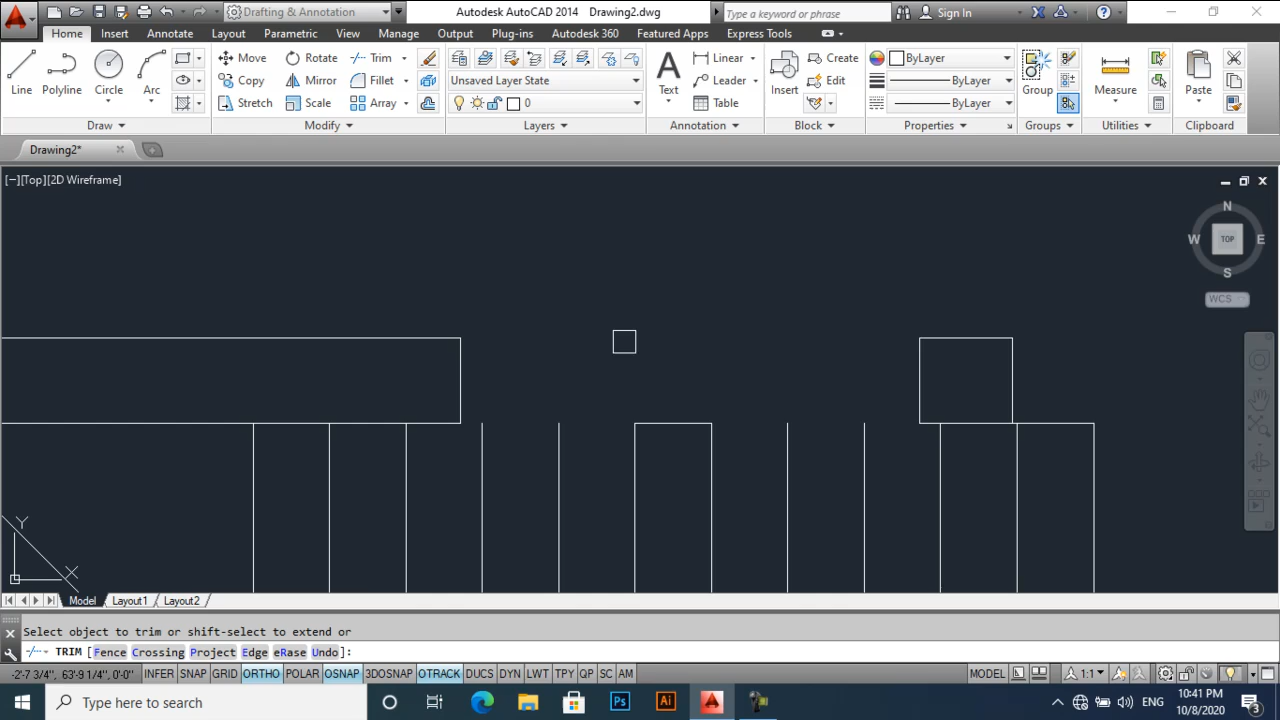 Drafting & Annotation
Autodesk AutoCAD 2014 Drawing2.dwg
Type a keyword or phrase
Sign In
Home Insert Annotate Layout Parametric View Manage Output Plug-ins Autodesk 360 Featured Apps Express Tools
Line
Polyline
Circle
Arc
Move
Rotate
Trim
Copy
Mirror
Fillet
Stretch
Scale
Array
Unsaved Layer State
0
Text
Linear
Leader
Table
Insert
Create
Edit
ByLayer
ByLayer
ByLayer
Group
Measure
Paste
Draw
Modify
Layers
Annotation
Block
Properties
Groups
Utilities
Clipboard
Drawing2*
[−][Top][2D Wireframe]
N
W TOP E
S
WCS
Y
X
Model Layout1 Layout2
Select object to trim or shift-select to extend or
TRIM [Fence Crossing Project Edge eRase Undo]:
-2'-7 3/4", 63'-9 1/4", 0'-0" INFER SNAP GRID ORTHO POLAR OSNAP 3DOSNAP OTRACK DUCS DYN LWT TPY QP SC AM MODEL 1:1
Type here to search
Ps
Ai
ENG
10:41 PM
10/8/2020
3